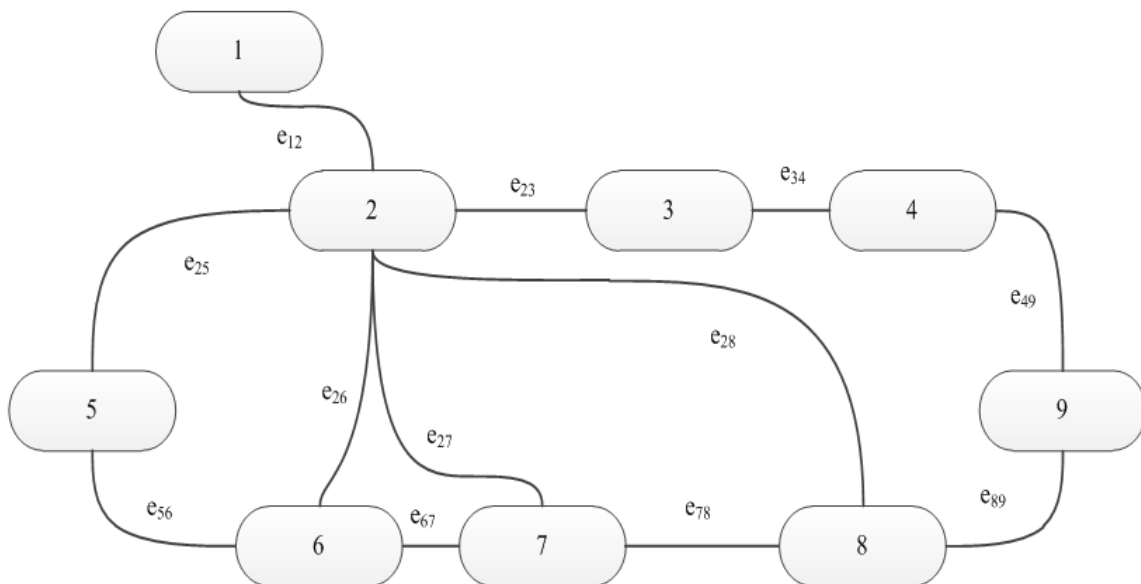 1
e₁₂
2
e₂₃
3
e₃₄
4
e₂₅
e₄₉
e₂₈
5
e₂₆
9
e₂₇
e₅₆
6
e₆₇
7
e₇₈
8
e₈₉